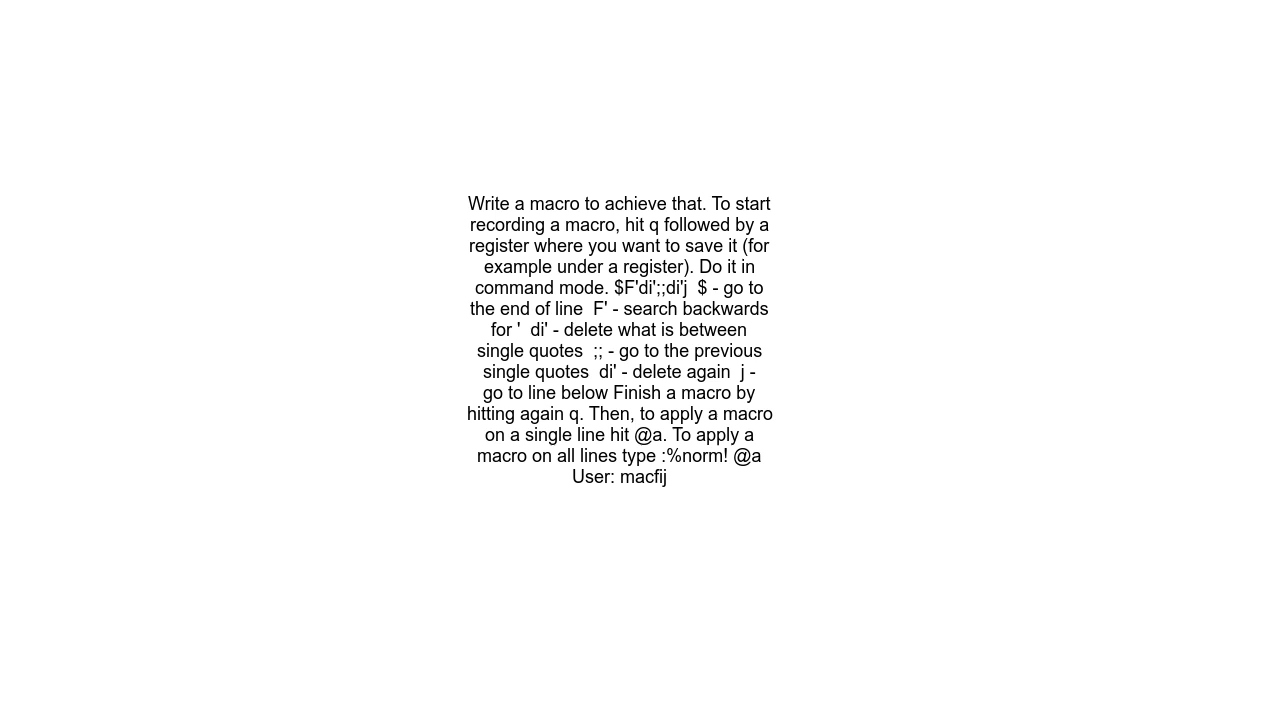 Write a macro to achieve that. To start
recording a macro, hit q followed by a
register where you want to save it (for
example under a register). Do it in
command mode. $F'di';;di'j  $ - go to
the end of line  F' - search backwards
for '  di' - delete what is between
single quotes  ;; - go to the previous
single quotes  di' - delete again  j -
go to line below Finish a macro by
hitting again q. Then, to apply a macro
on a single line hit @a. To apply a
macro on all lines type :%norm! @a
User: macfij